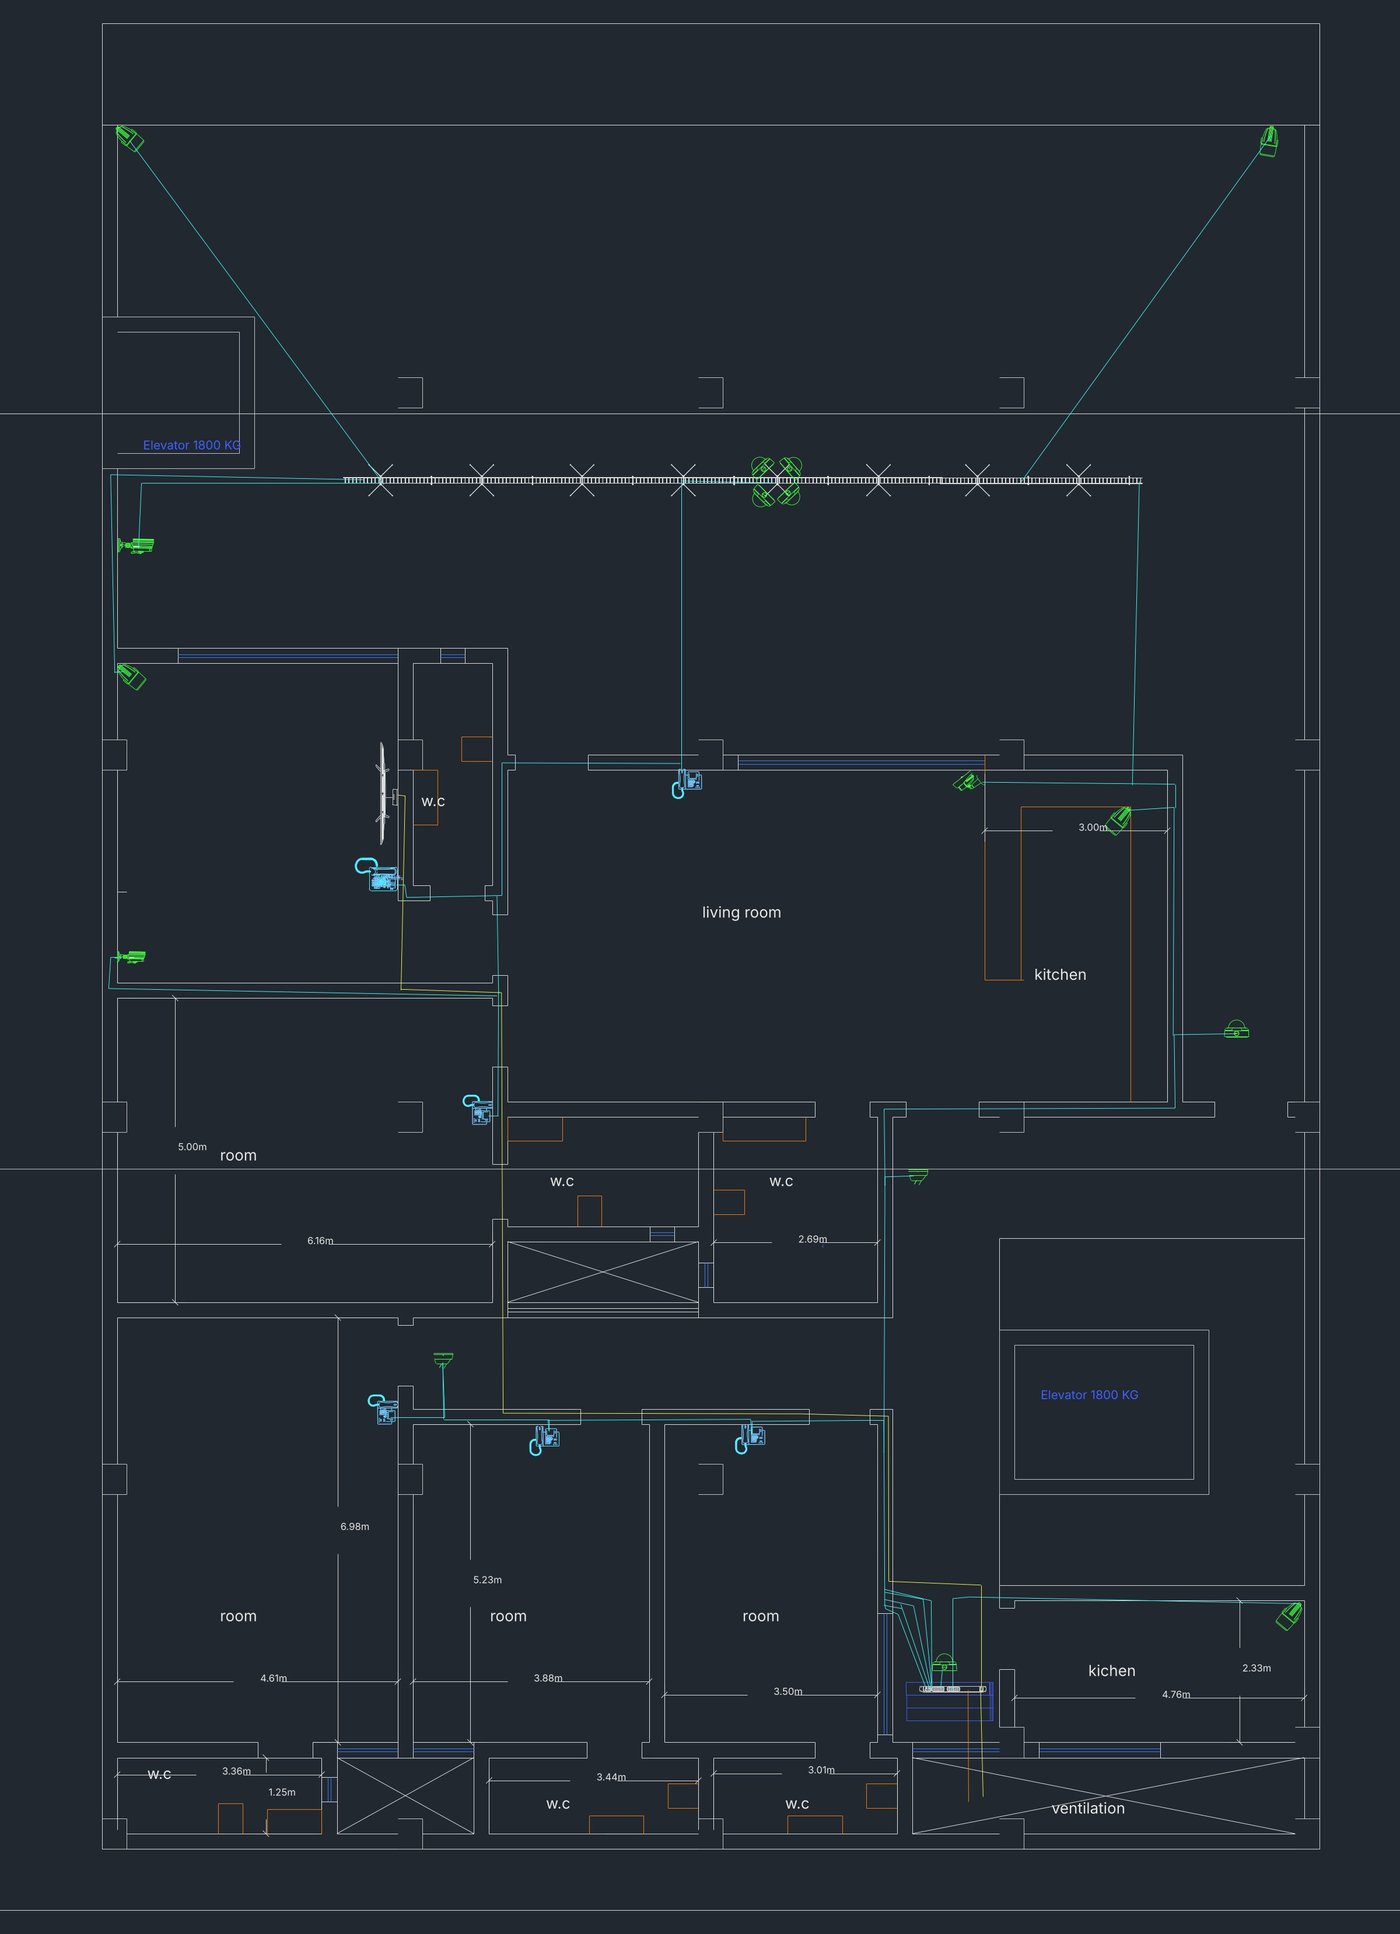 Elevator 1800 KG
w.c
3.00m
living room
kitchen
5.00m
room
w.c
w.c
6.16m
2.69m
Elevator 1800 KG
6.98m
5.23m
room
room
room
kichen
2.33m
4.61m
3.88m
3.50m
4.76m
w.c
3.36m
1.25m
3.44m
3.01m
w.c
w.c
ventilation